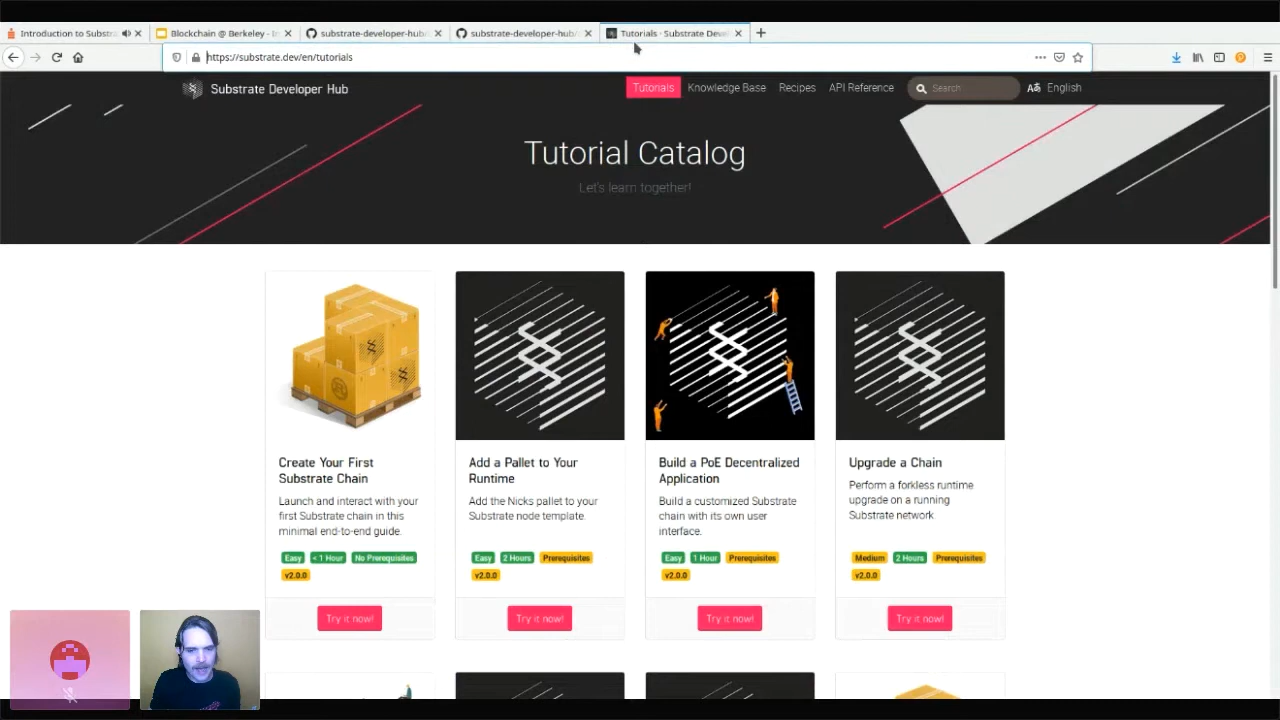 Introduction to Substr
Blockchain @ Berkeley - In
substrate-developer-hub/
substrate-developer-hub/
Tutorials · Substrate Deve
https://substrate.dev/en/tutorials
Substrate Developer Hub
Tutorials
Knowledge Base
Recipes
API Reference
Search
English
Tutorial Catalog
Let's learn together!
Create Your First
Substrate Chain
Launch and interact with your
first Substrate chain in this
minimal end-to-end guide.
Easy
< 1 Hour
No Prerequisites
v2.0.0
Try it now!
Add a Pallet to Your
Runtime
Add the Nicks pallet to your
Substrate node template.
Easy
2 Hours
Prerequisites
v2.0.0
Try it now!
Build a PoE Decentralized
Application
Build a customized Substrate
chain with its own user
interface.
Easy
1 Hour
Prerequisites
v2.0.0
Try it now!
Upgrade a Chain
Perform a forkless runtime
upgrade on a running
Substrate network
Medium
2 Hours
Prerequisites
v2.0.0
Try it now!